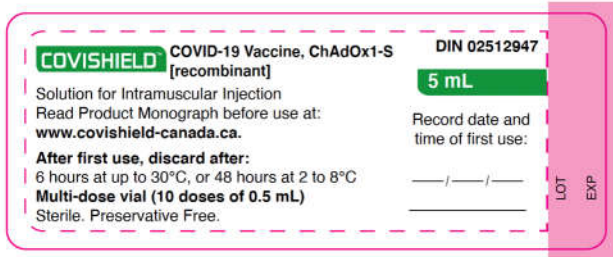 COVISHIELD™ COVID-19 Vaccine, ChAdOx1-S
[recombinant]
Solution for Intramuscular Injection
Read Product Monograph before use at:
www.covishield-canada.ca.
After first use, discard after:
6 hours at up to 30°C, or 48 hours at 2 to 8°C
Multi-dose vial (10 doses of 0.5 mL)
Sterile. Preservative Free.
DIN 02512947
5 mL
Record date and
time of first use:
LOT
EXP